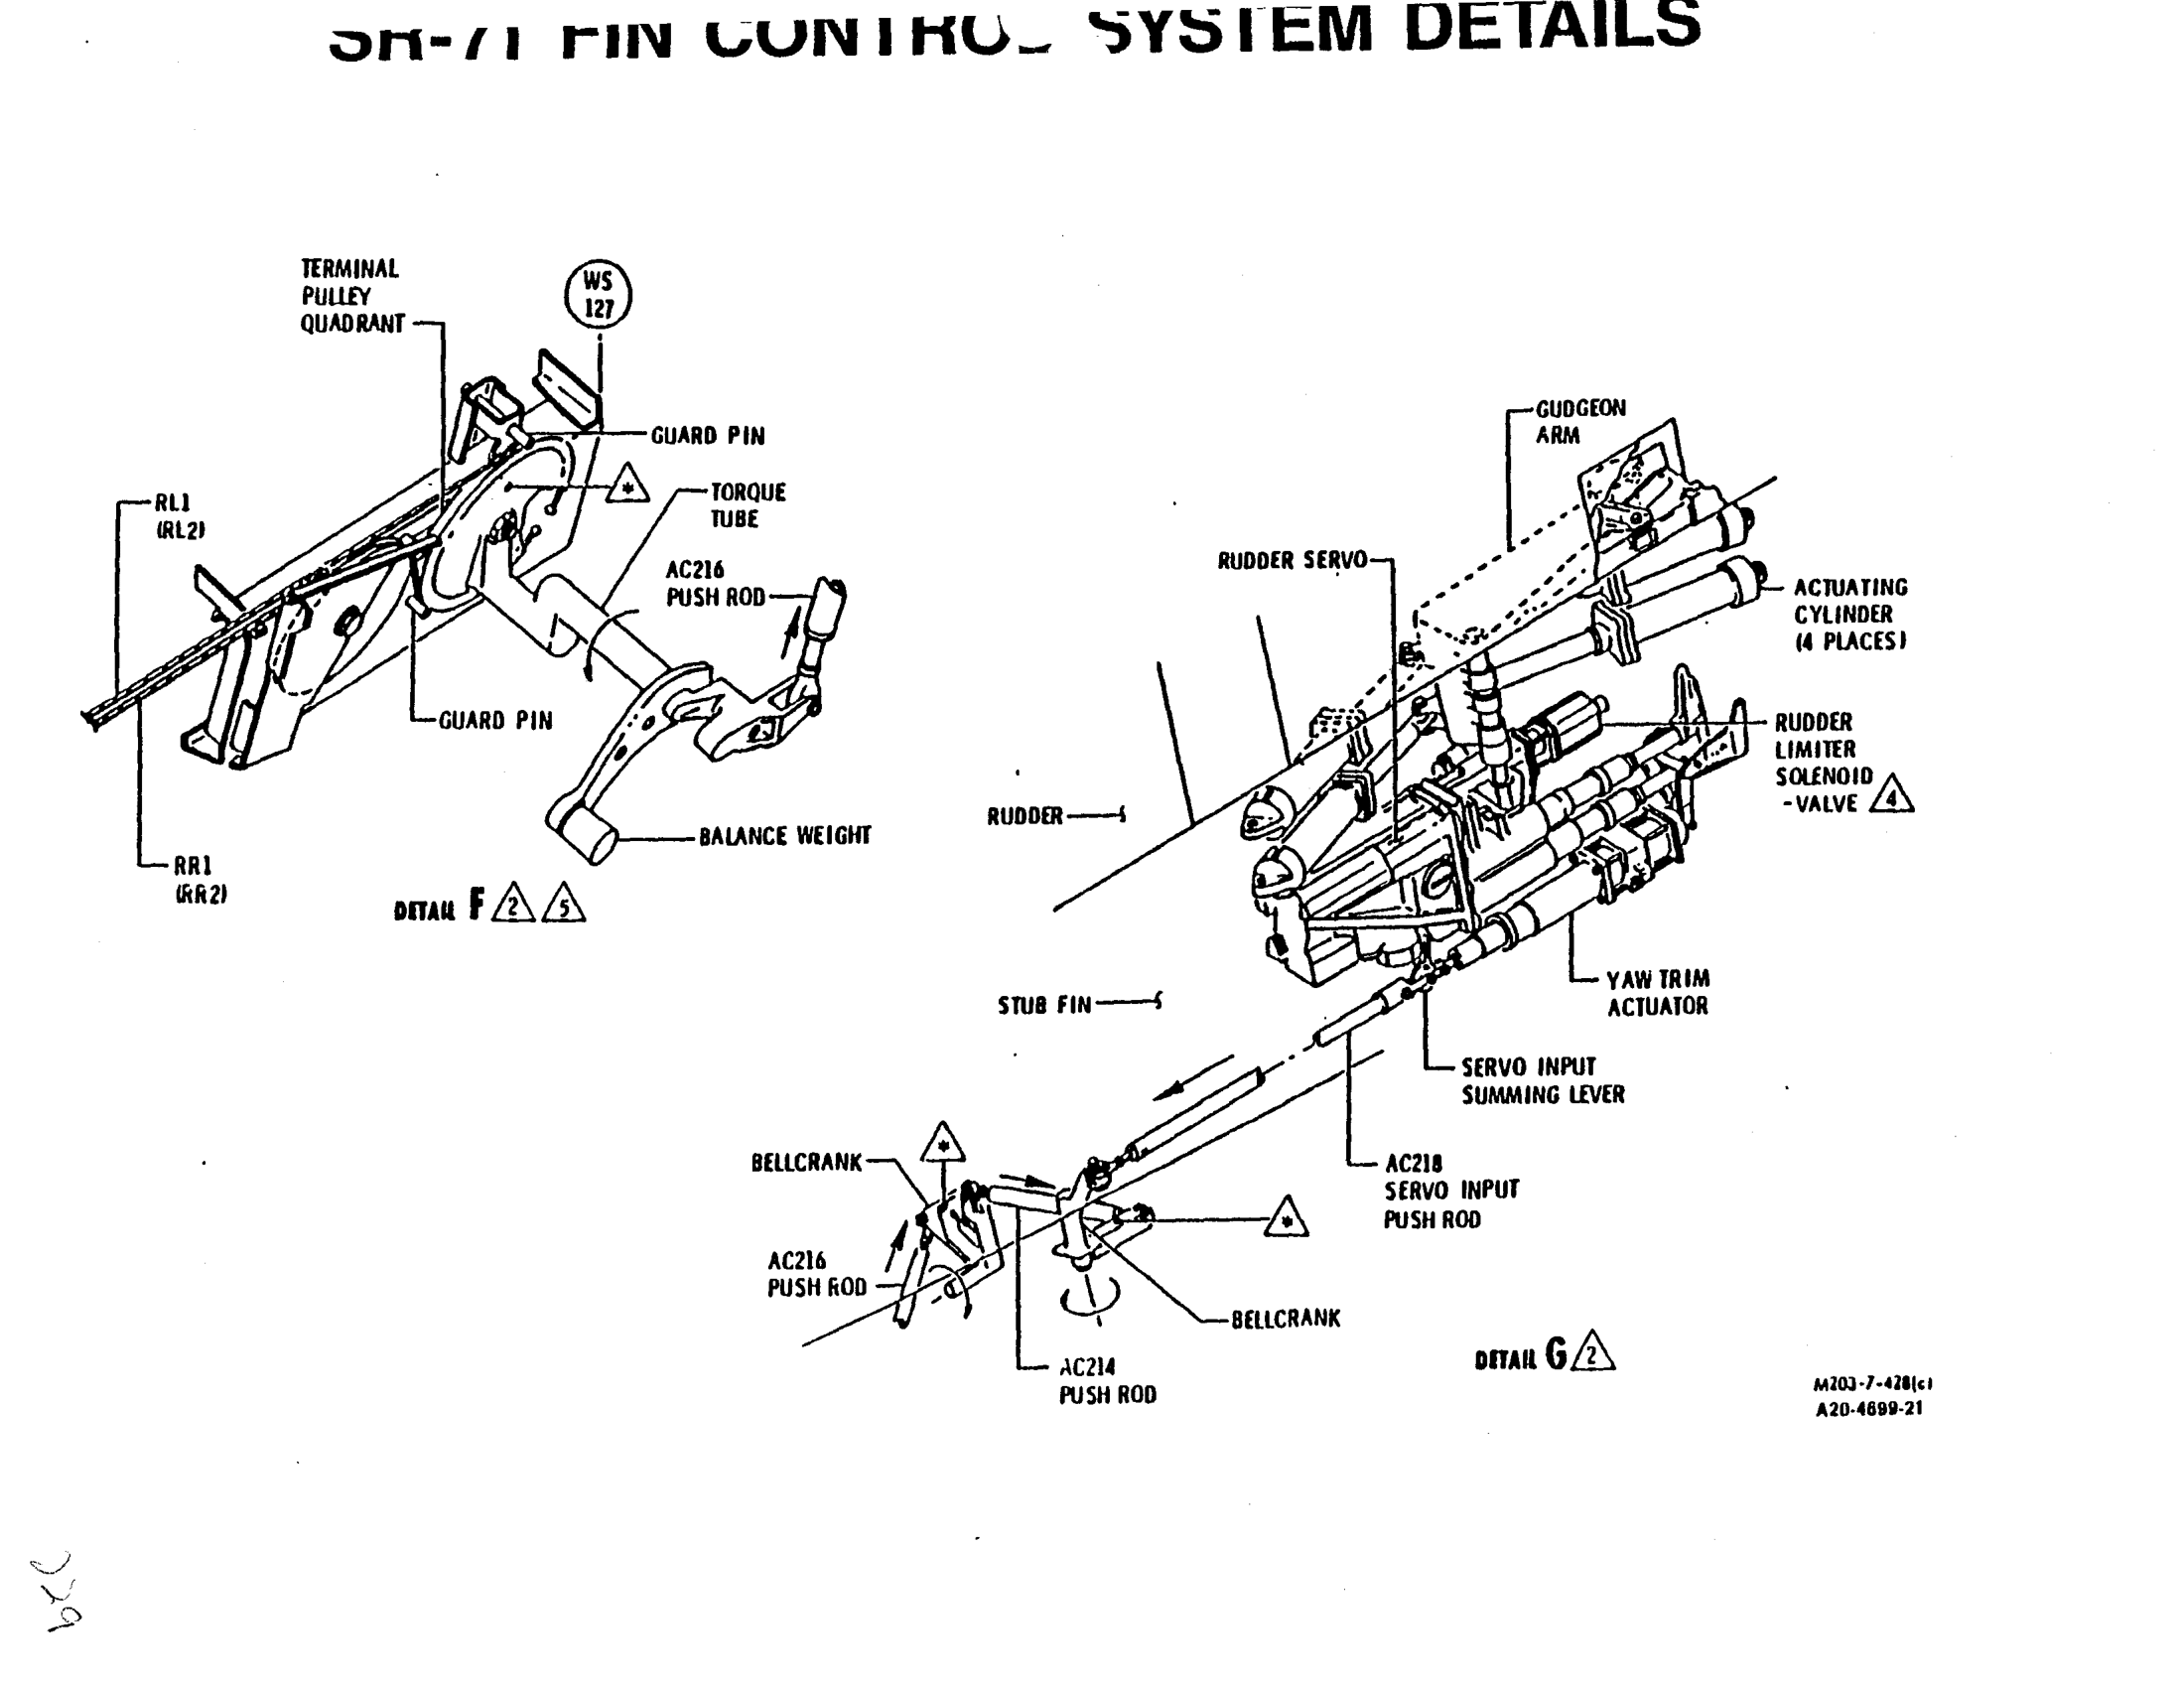 SR-71 FIN CONTROL SYSTEM DETAILS
TERMINAL
PULLEY
QUADRANT
WS
127
GUARD PIN
*
TORQUE
TUBE
RL1
(RL2)
AC216
PUSH ROD
GUARD PIN
BALANCE WEIGHT
RR1
(RR2)
DETAIL F 2 5
GUDGEON
ARM
RUDDER SERVO
ACTUATING
CYLINDER
(4 PLACES)
RUDDER
LIMITER
SOLENOID
-VALVE 4
RUDDER
STUB FIN
YAW TRIM
ACTUATOR
SERVO INPUT
SUMMING LEVER
BELLCRANK
*
AC218
SERVO INPUT
PUSH ROD
*
AC216
PUSH ROD
BELLCRANK
AC214
PUSH ROD
DETAIL G 2
M203-7-428(c)
A20-4699-21